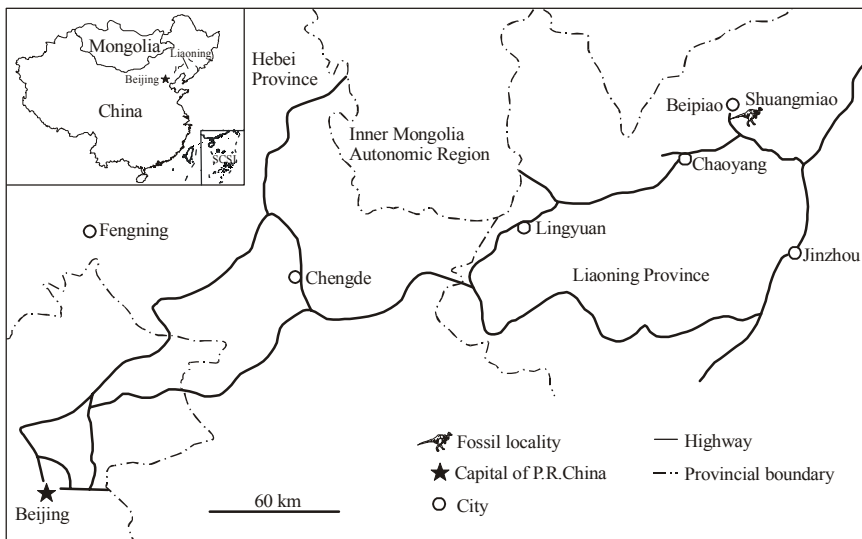 Mongolia
Liaoning
Beijing
China
SCSI
Hebei
Province
Inner Mongolia
Autonomic Region
Beipiao
Shuangmiao
Chaoyang
Fengning
Lingyuan
Jinzhou
Chengde
Liaoning Province
Fossil locality
Highway
Capital of P.R.China
Provincial boundary
City
60 km
Beijing